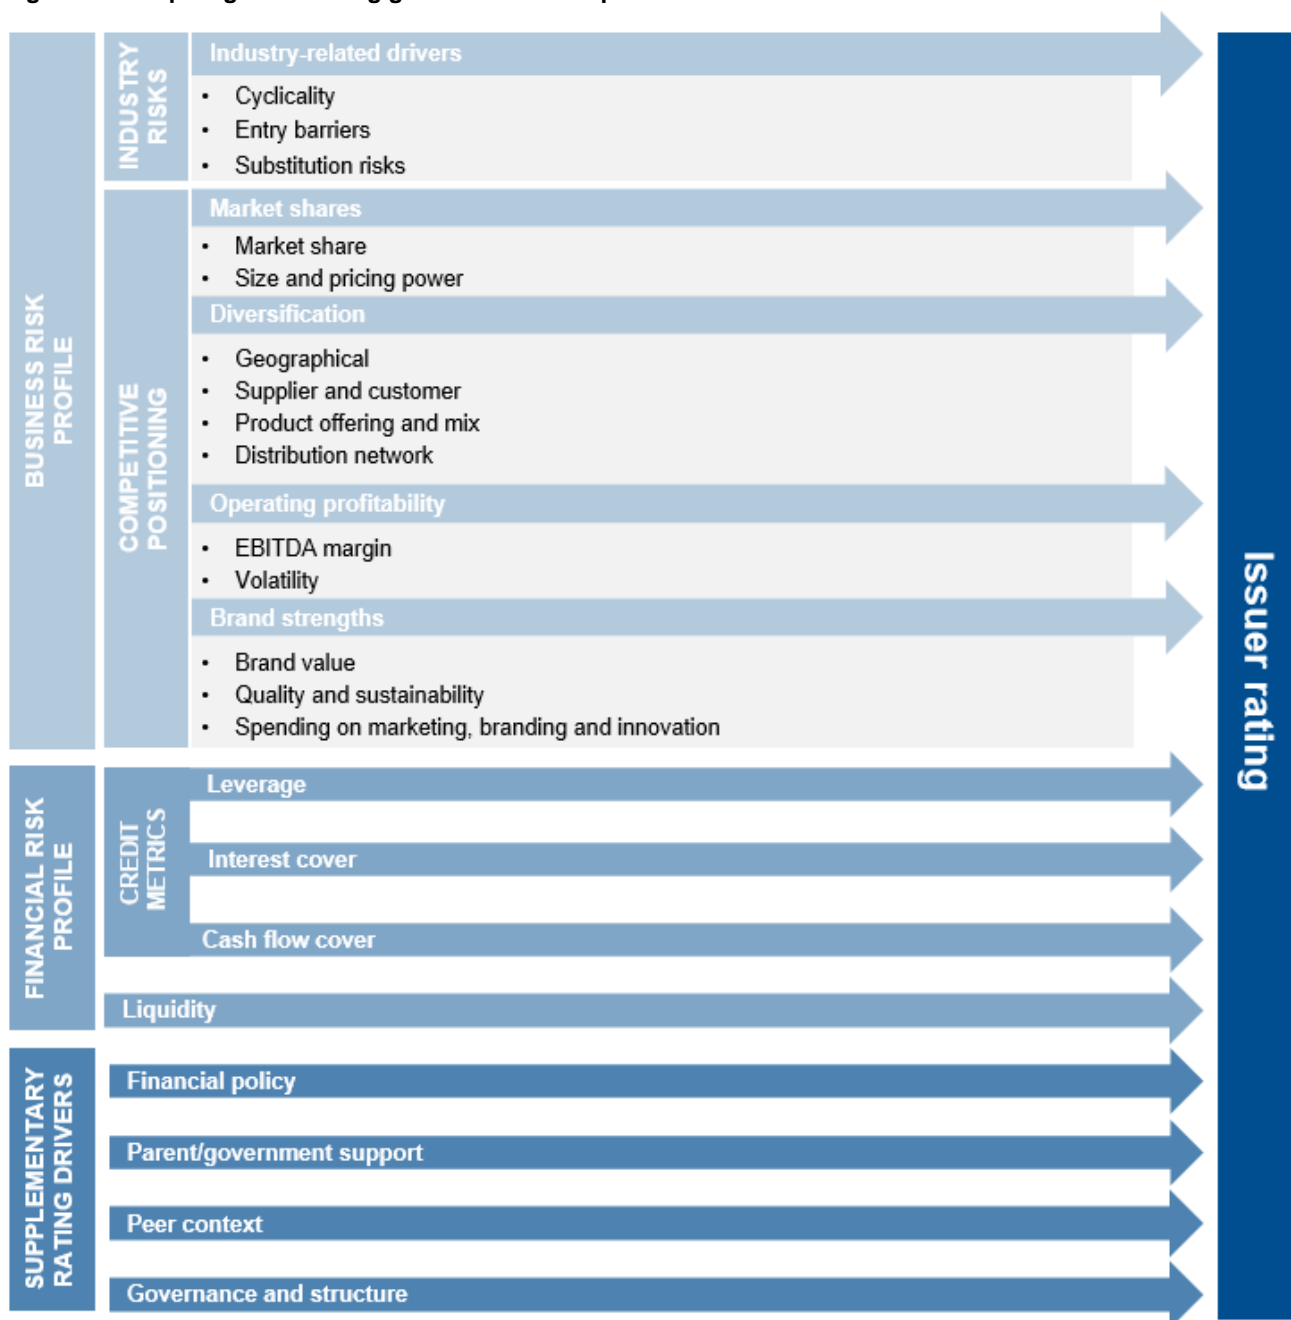 BUSINESS RISK
PROFILE
INDUSTRY
RISKS
Industry-related drivers
• Cyclicality
• Entry barriers
• Substitution risks
COMPETITIVE
POSITIONING
Market shares
• Market share
• Size and pricing power
Diversification
• Geographical
• Supplier and customer
• Product offering and mix
• Distribution network
Operating profitability
• EBITDA margin
• Volatility
Brand strengths
• Brand value
• Quality and sustainability
• Spending on marketing, branding and innovation
FINANCIAL RISK
PROFILE
CREDIT
METRICS
Leverage
Interest cover
Cash flow cover
Liquidity
SUPPLEMENTARY
RATING DRIVERS
Financial policy
Parent/government support
Peer context
Governance and structure
Issuer rating